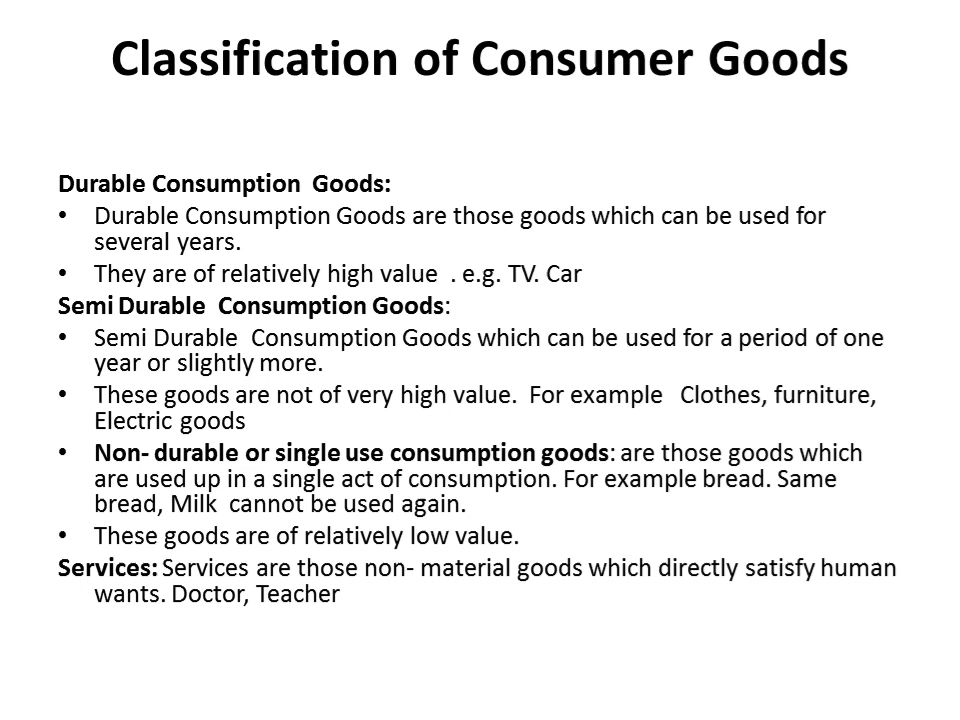 Classification of Consumer Goods
Durable Consumption  Goods:
• Durable Consumption Goods are those goods which can be used for
several years.
• They are of relatively high value  . e.g. TV. Car
Semi Durable  Consumption Goods:
• Semi Durable  Consumption Goods which can be used for a period of one
year or slightly more.
• These goods are not of very high value.  For example   Clothes, furniture,
Electric goods
• Non- durable or single use consumption goods: are those goods which
are used up in a single act of consumption. For example bread. Same
bread, Milk  cannot be used again.
• These goods are of relatively low value.
Services: Services are those non- material goods which directly satisfy human
wants. Doctor, Teacher